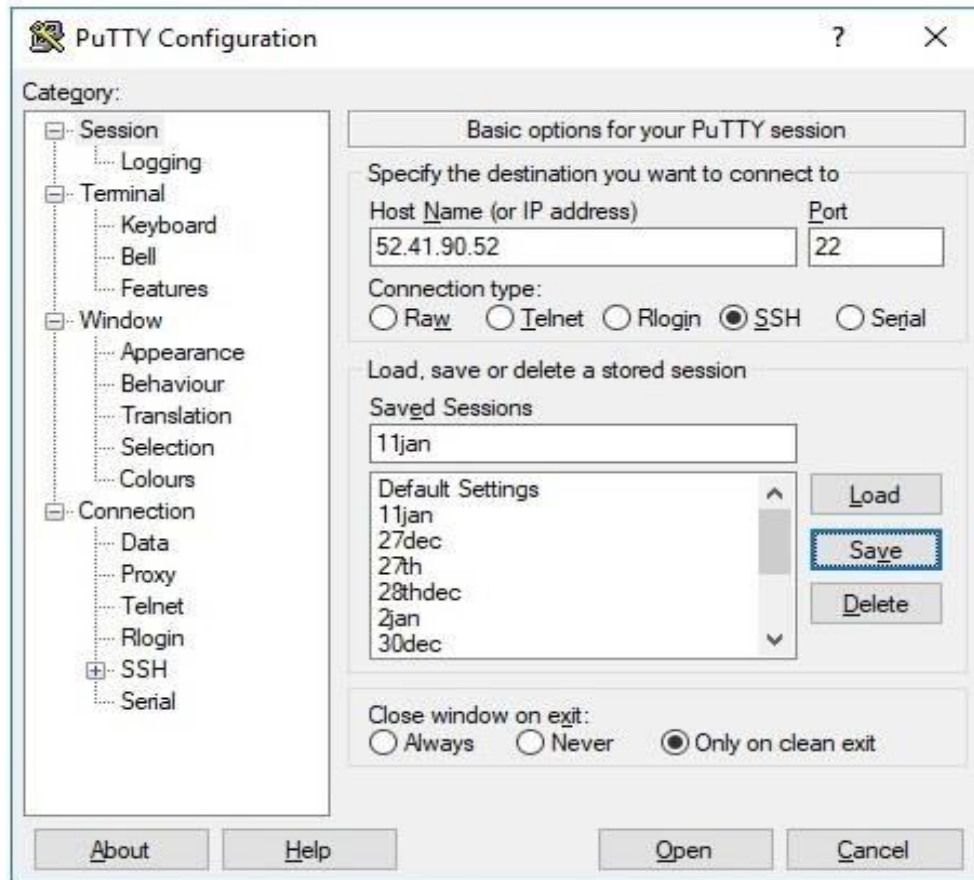 PuTTY Configuration
?
Category:
Session
Logging
Terminal
Keyboard
Bell
Features
Window
Appearance
Behaviour
Translation
Selection
Colours
Connection
Data
Proxy
Telnet
Rlogin
SSH
Serial
Basic options for your PuTTY session
Specify the destination you want to connect to
Host Name (or IP address) Port
52.41.90.52 22
Connection type:
Raw Telnet Rlogin SSH Serial
Load, save or delete a stored session
Saved Sessions
11jan
Default Settings
11jan
27dec
27th
28thdec
2jan
30dec
Load
Save
Delete
Close window on exit:
Always Never Only on clean exit
About Help Open Cancel